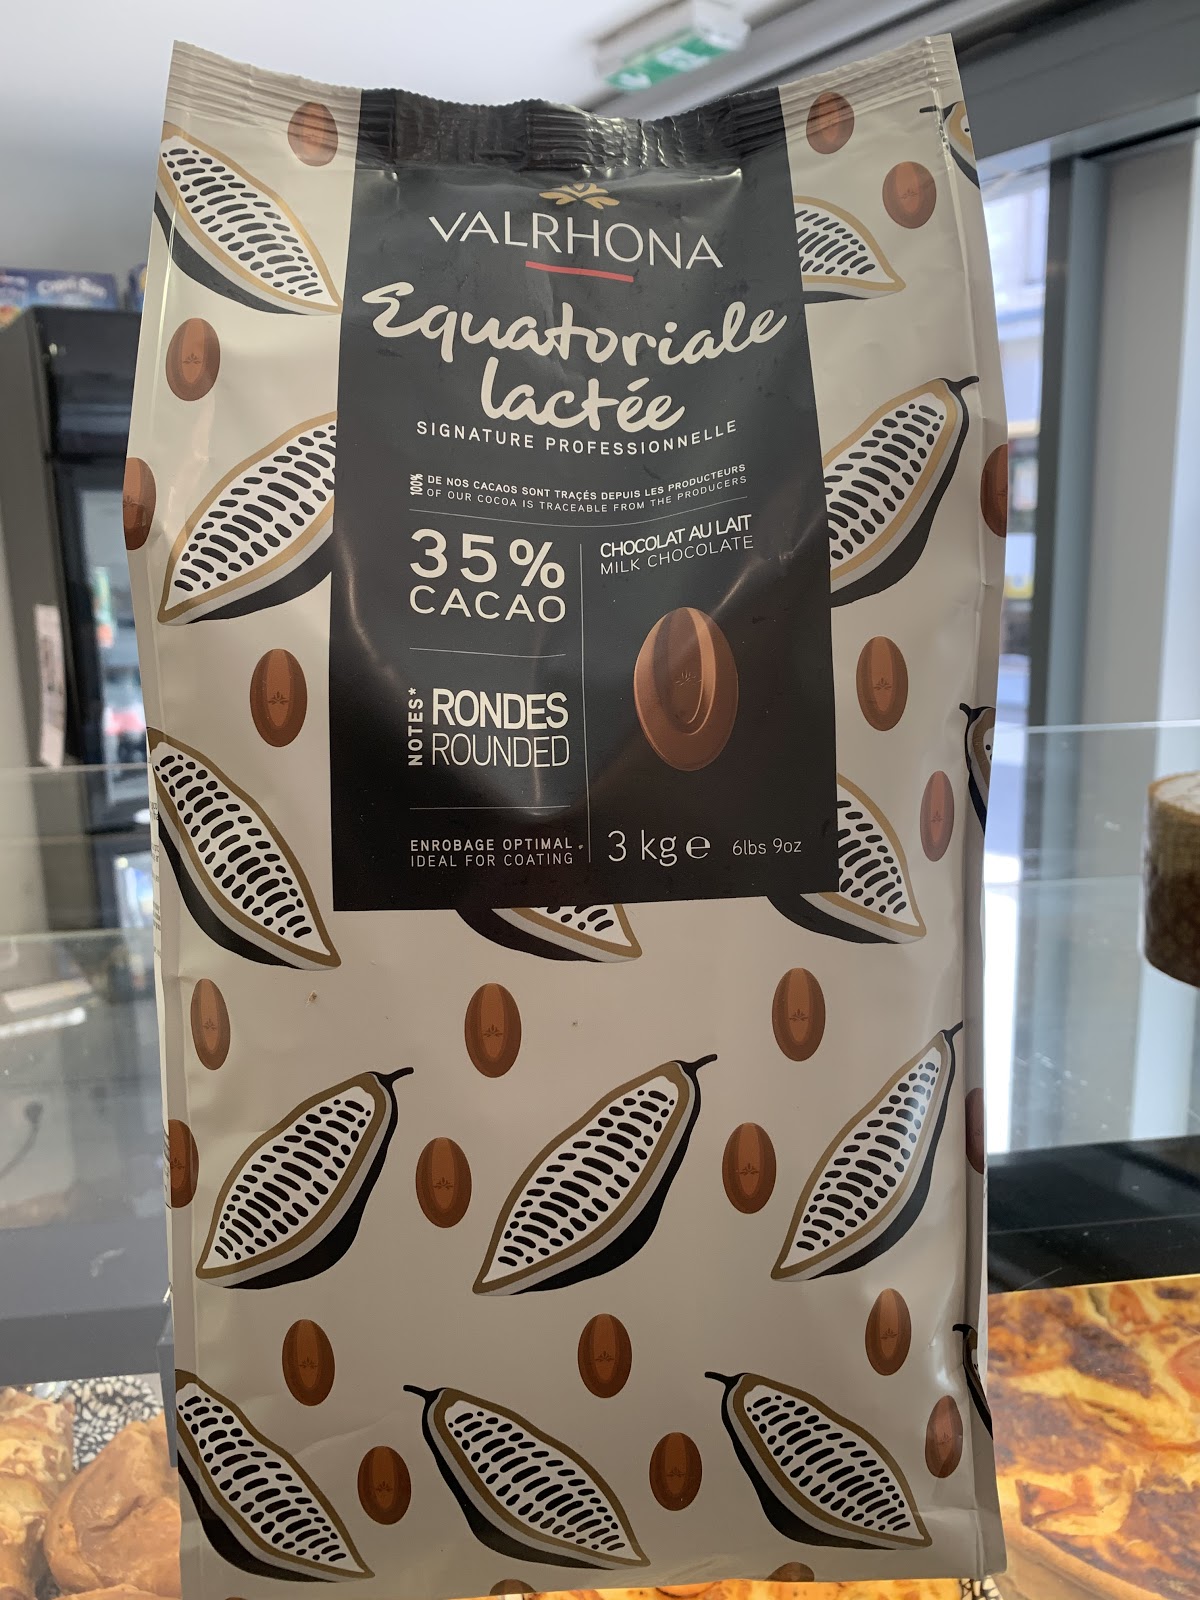 VALRHONA
Equatoriale
lactée
SIGNATURE PROFESSIONNELLE
100% DE NOS CACAOS SONT TRAÇÉS DEPUIS LES PRODUCTEURS
OF OUR COCOA IS TRACEABLE FROM THE PRODUCERS
35%
CACAO
NOTES*
RONDES
ROUNDED
ENROBAGE OPTIMAL
IDEAL FOR COATING
CHOCOLAT AU LAIT
MILK CHOCOLATE
3 kg e 6lbs 9oz